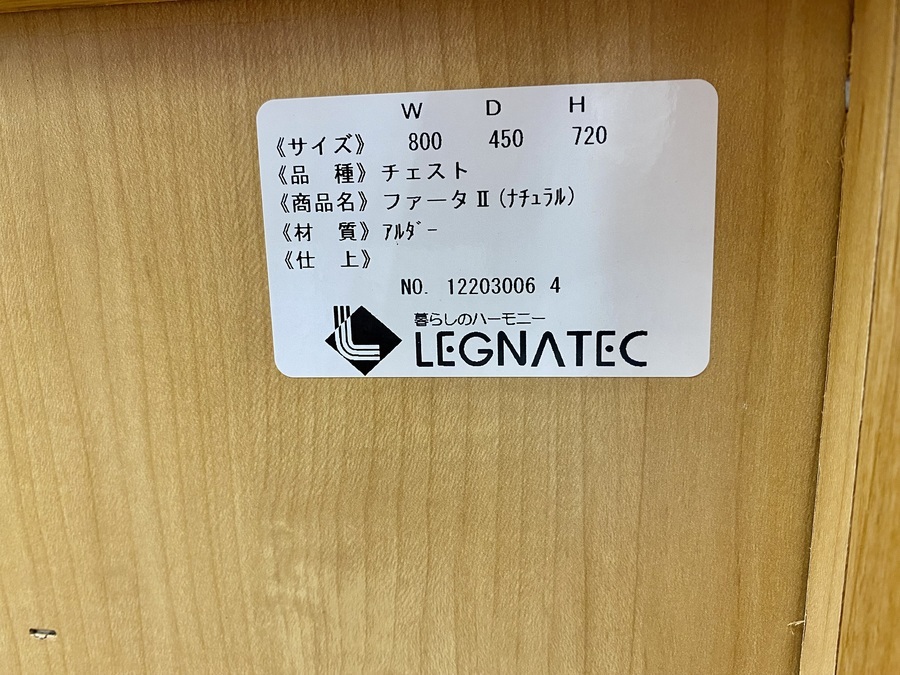 W D H
《サイズ》 800 450 720
《品 種》 チェスト
《商品名》 ファータⅡ(ﾅﾁｭﾗﾙ)
《材 質》 ｱﾙﾀﾞｰ
《仕 上》
NO. 12203006 4
暮らしのハーモニー
LEGNATEC